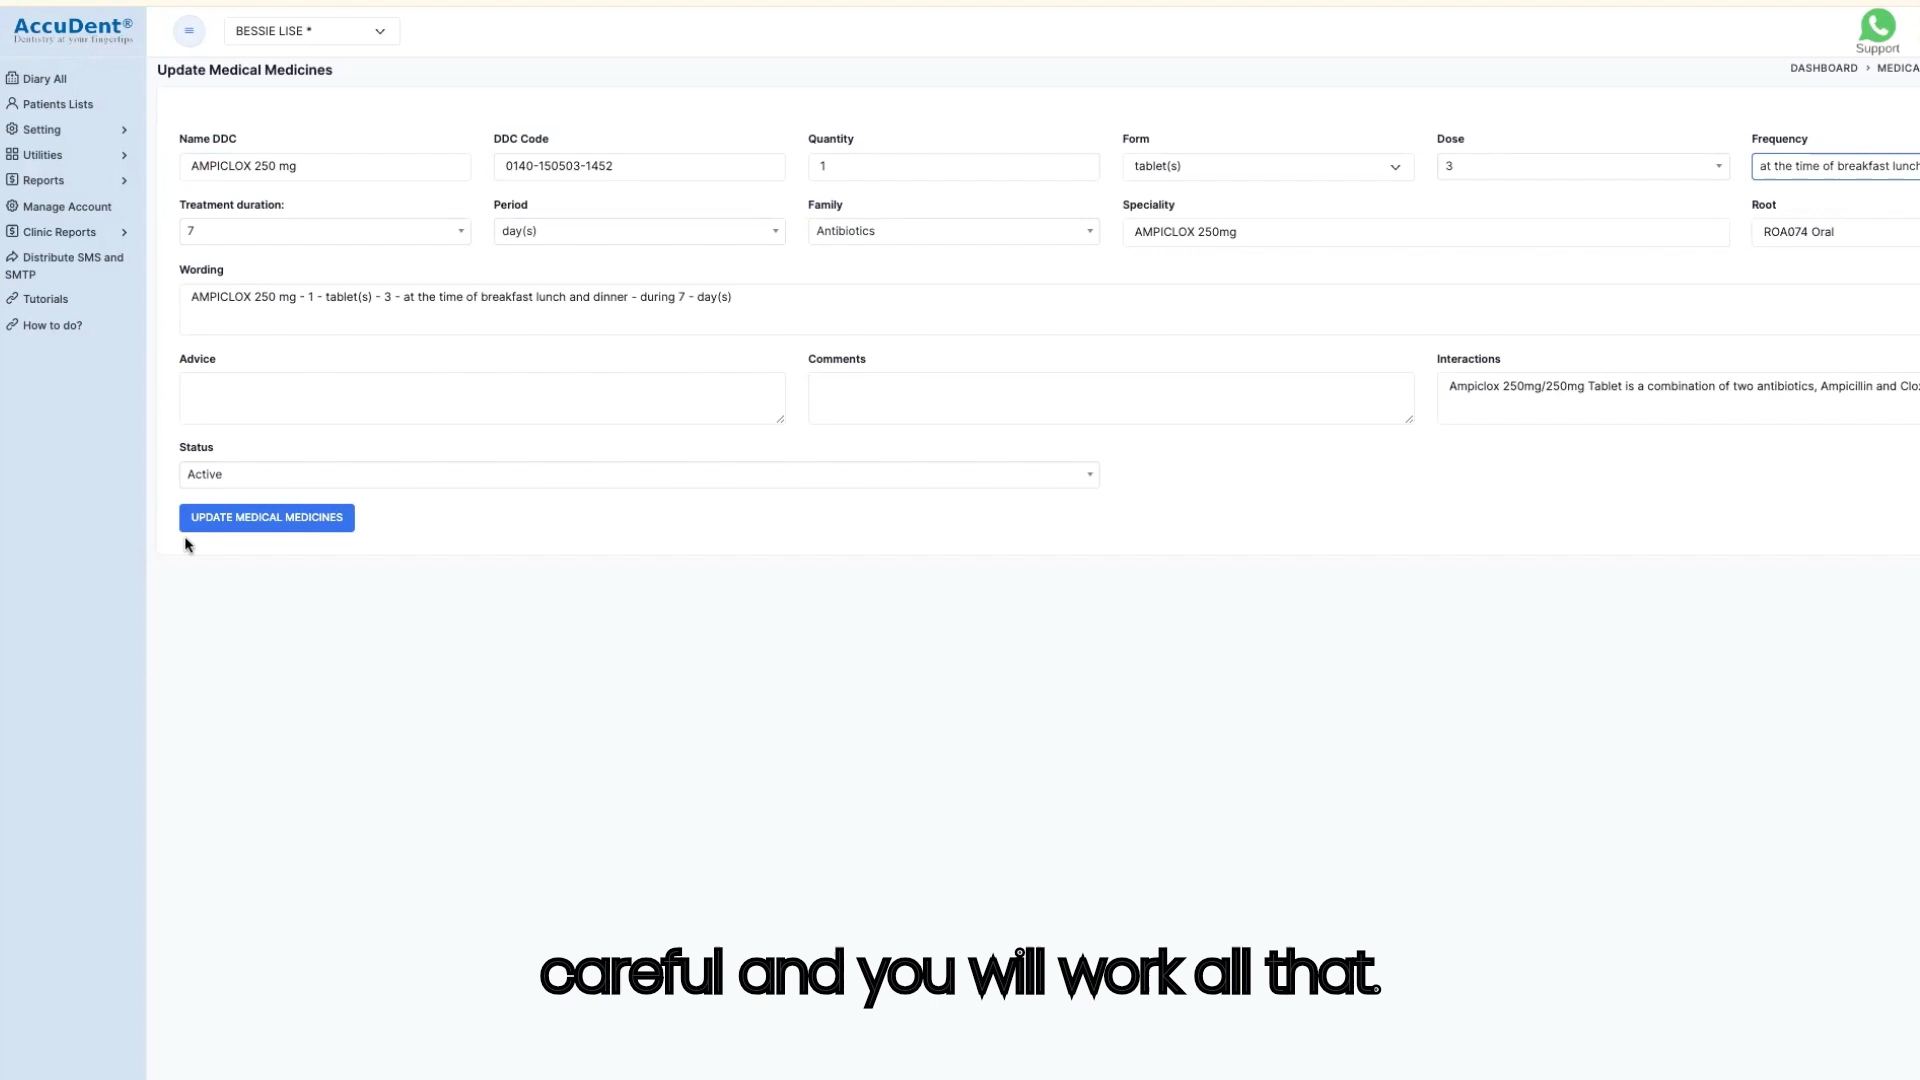 AccuDent®
Dentistry at your fingertips
BESSIE LISE *
Support
Diary All
Patients Lists
Setting
Utilities
Reports
Manage Account
Clinic Reports
Distribute SMS and
SMTP
Tutorials
How to do?
Update Medical Medicines
DASHBOARD > MEDICA
Name DDC
DDC Code
Quantity
Form
Dose
Frequency
AMPICLOX 250 mg
0140-150503-1452
1
tablet(s)
3
at the time of breakfast lunch
Treatment duration:
Period
Family
Speciality
Root
7
day(s)
Antibiotics
AMPICLOX 250mg
ROA074 Oral
Wording
AMPICLOX 250 mg - 1 - tablet(s) - 3 - at the time of breakfast lunch and dinner - during 7 - day(s)
Advice
Comments
Interactions
Ampiclox 250mg/250mg Tablet is a combination of two antibiotics, Ampicillin and Clo
Status
Active
UPDATE MEDICAL MEDICINES
careful and you will work all that.